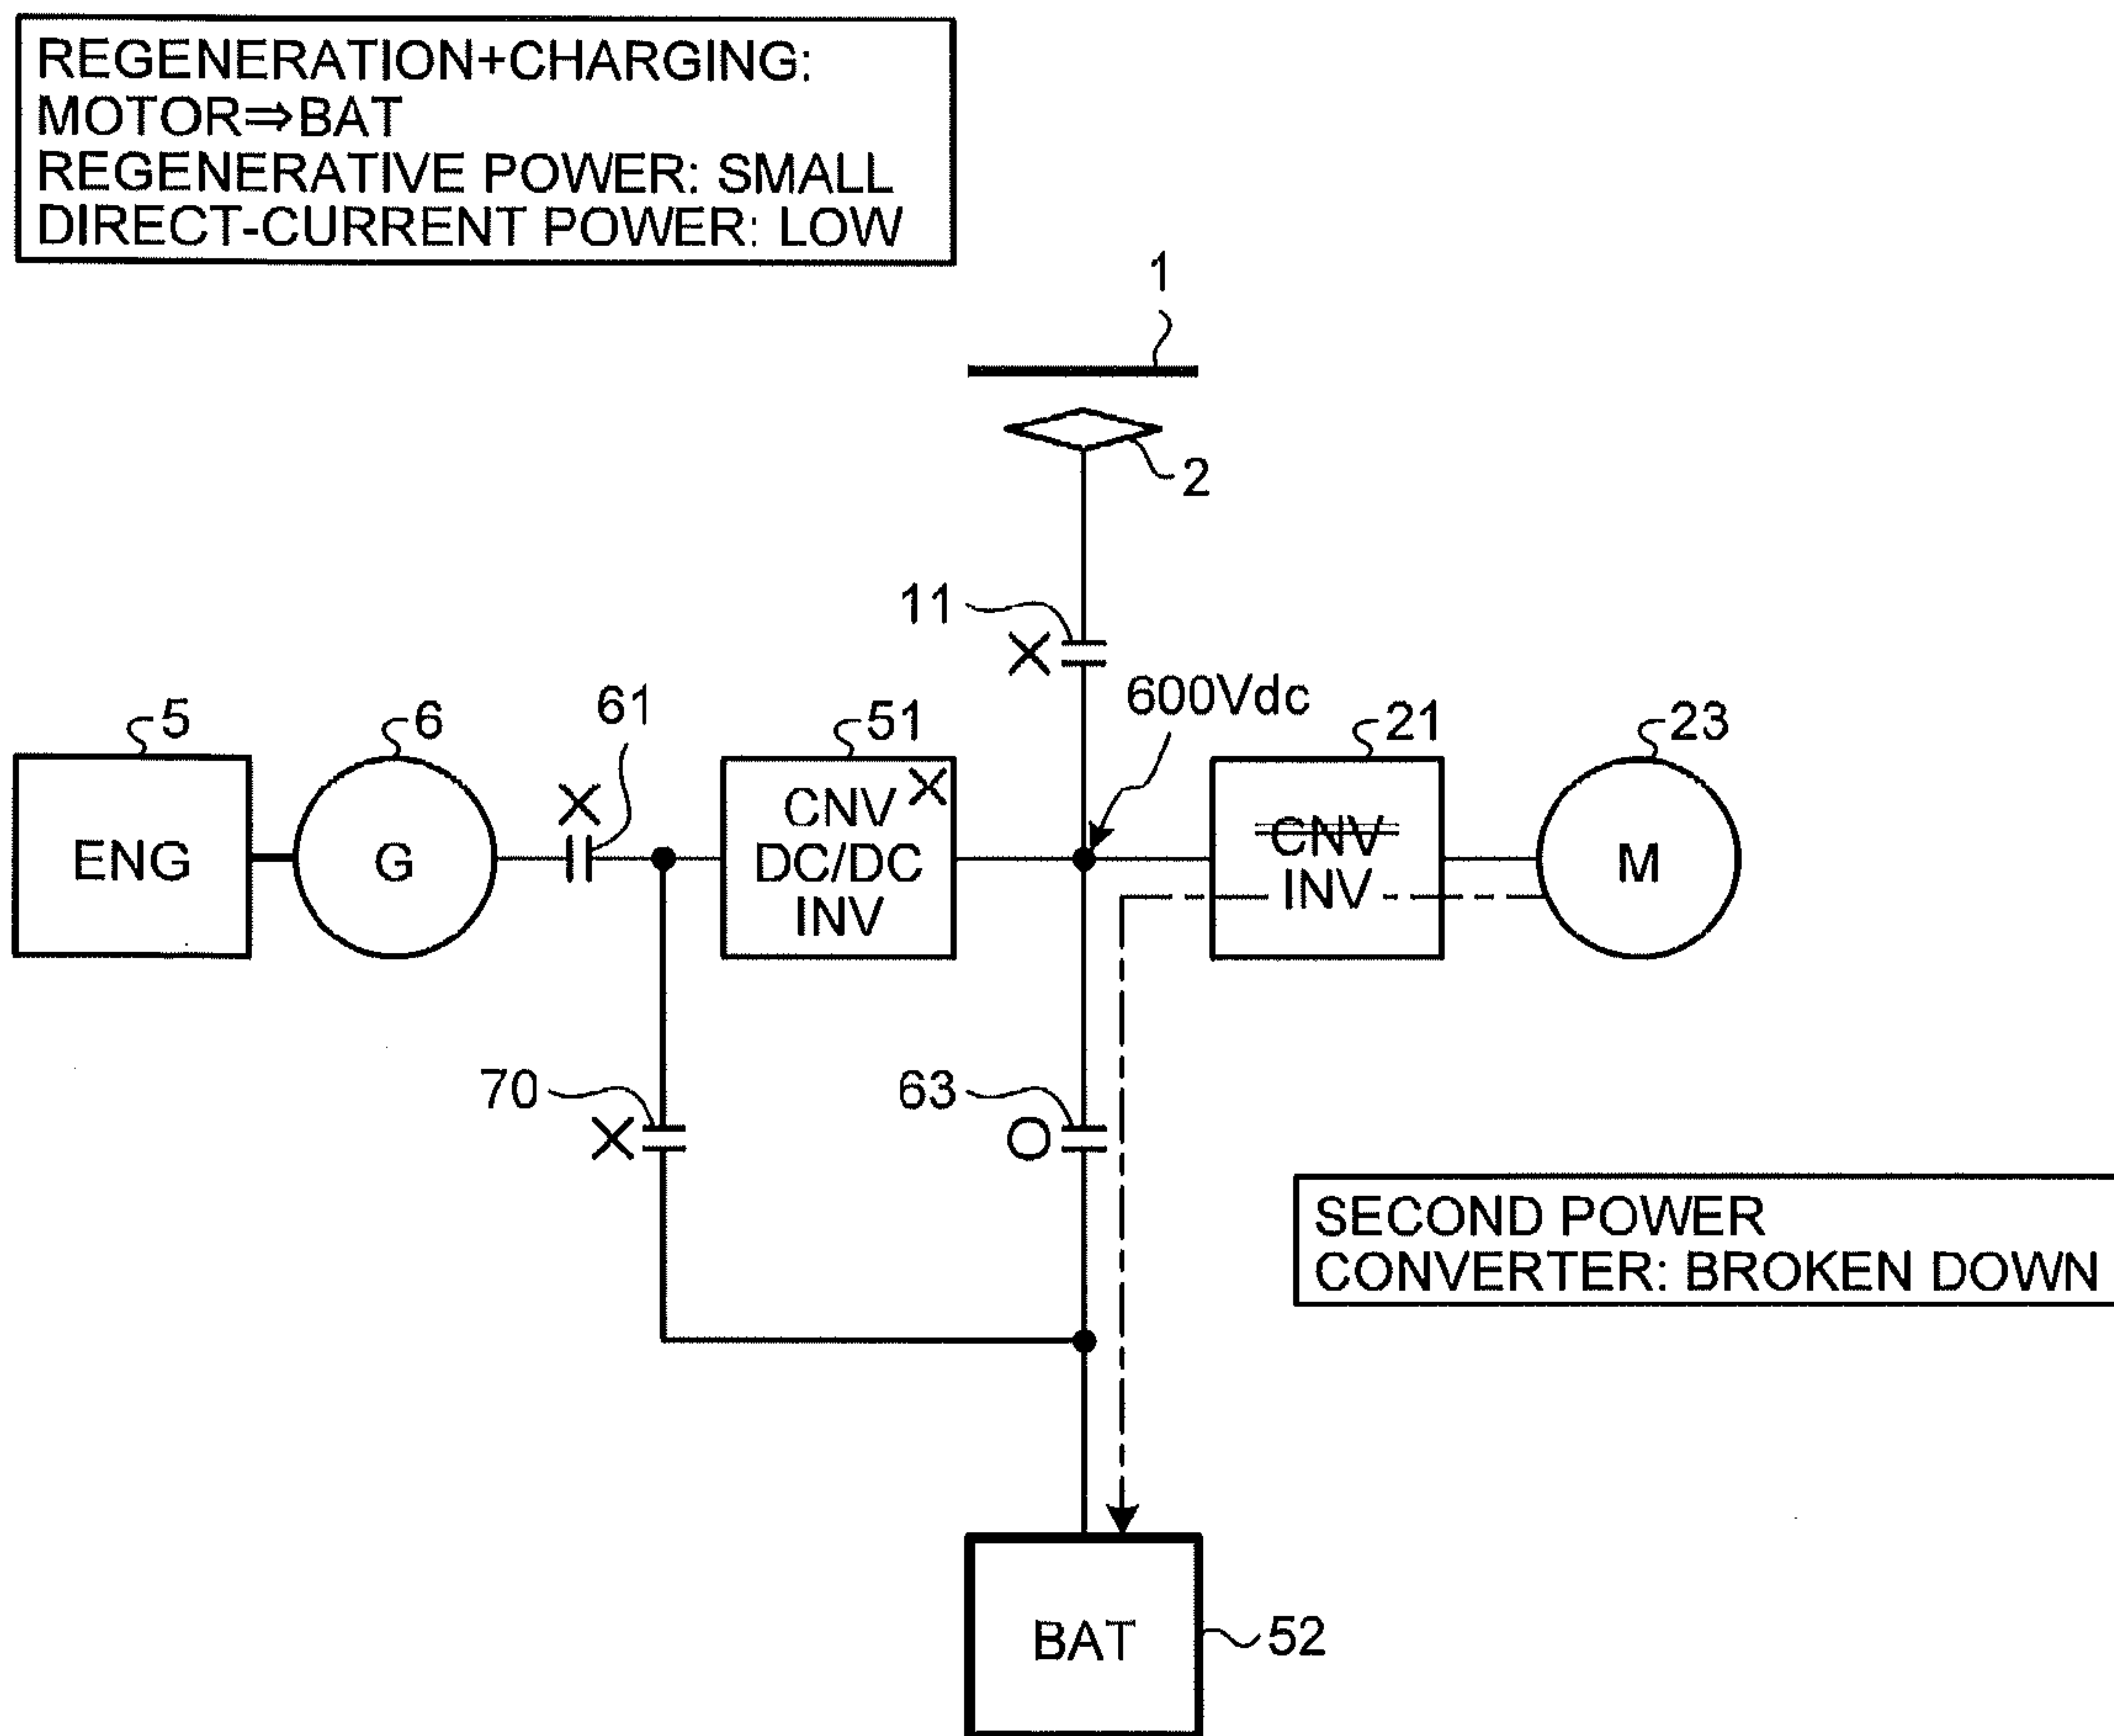 REGENERATION+CHARGING:
MOTOR⇒BAT
REGENERATIVE POWER: SMALL
DIRECT-CURRENT POWER: LOW
1
2
11
X
600Vdc
5
6
61
51
21
23
X
ENG
G
CNV X
DC/DC
INV
CNV
INV
M
70
X
63
O
SECOND POWER
CONVERTER: BROKEN DOWN
BAT
52